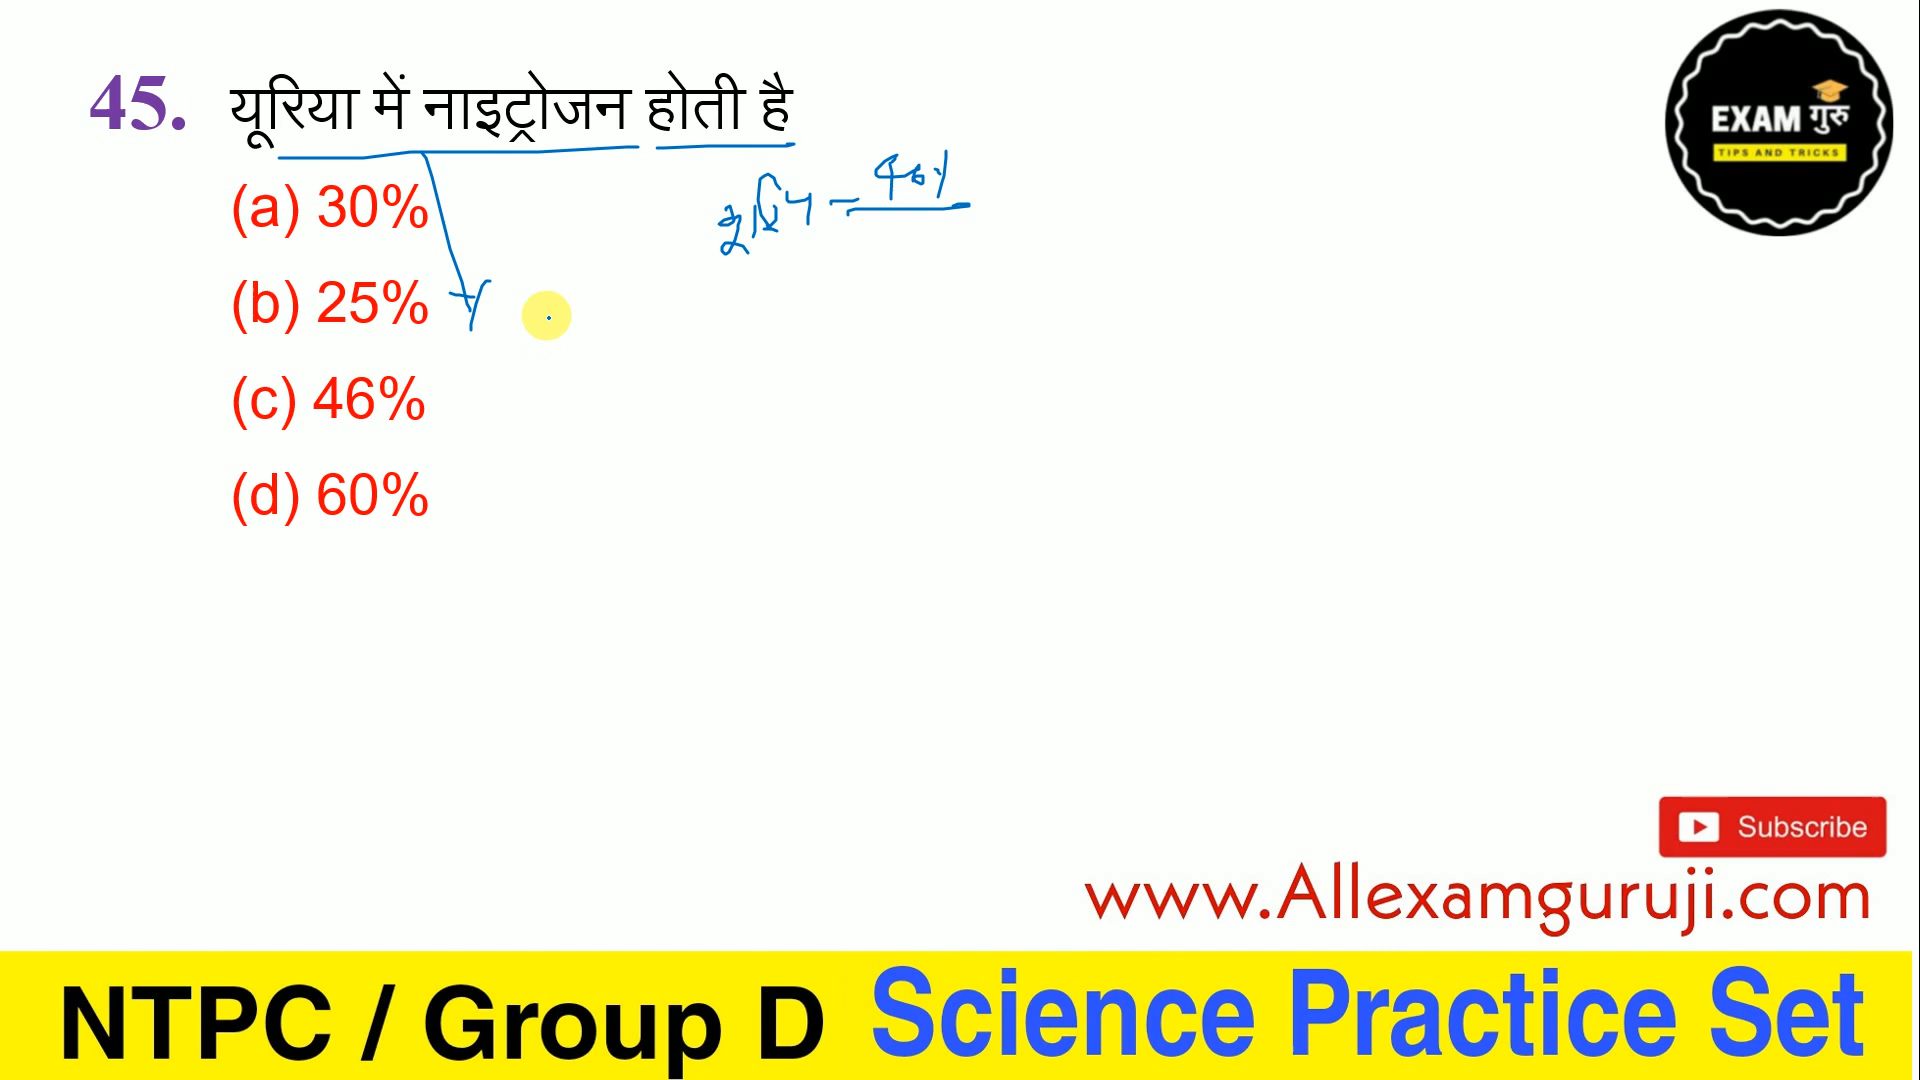 45. यूरिया में नाइट्रोजन होती है
(a) 30%
(b) 25%
(c) 46%
(d) 60%
EXAM गुरु
TIPS AND TRICKS
Subscribe
www.Allexamguruji.com
NTPC / Group D Science Practice Set